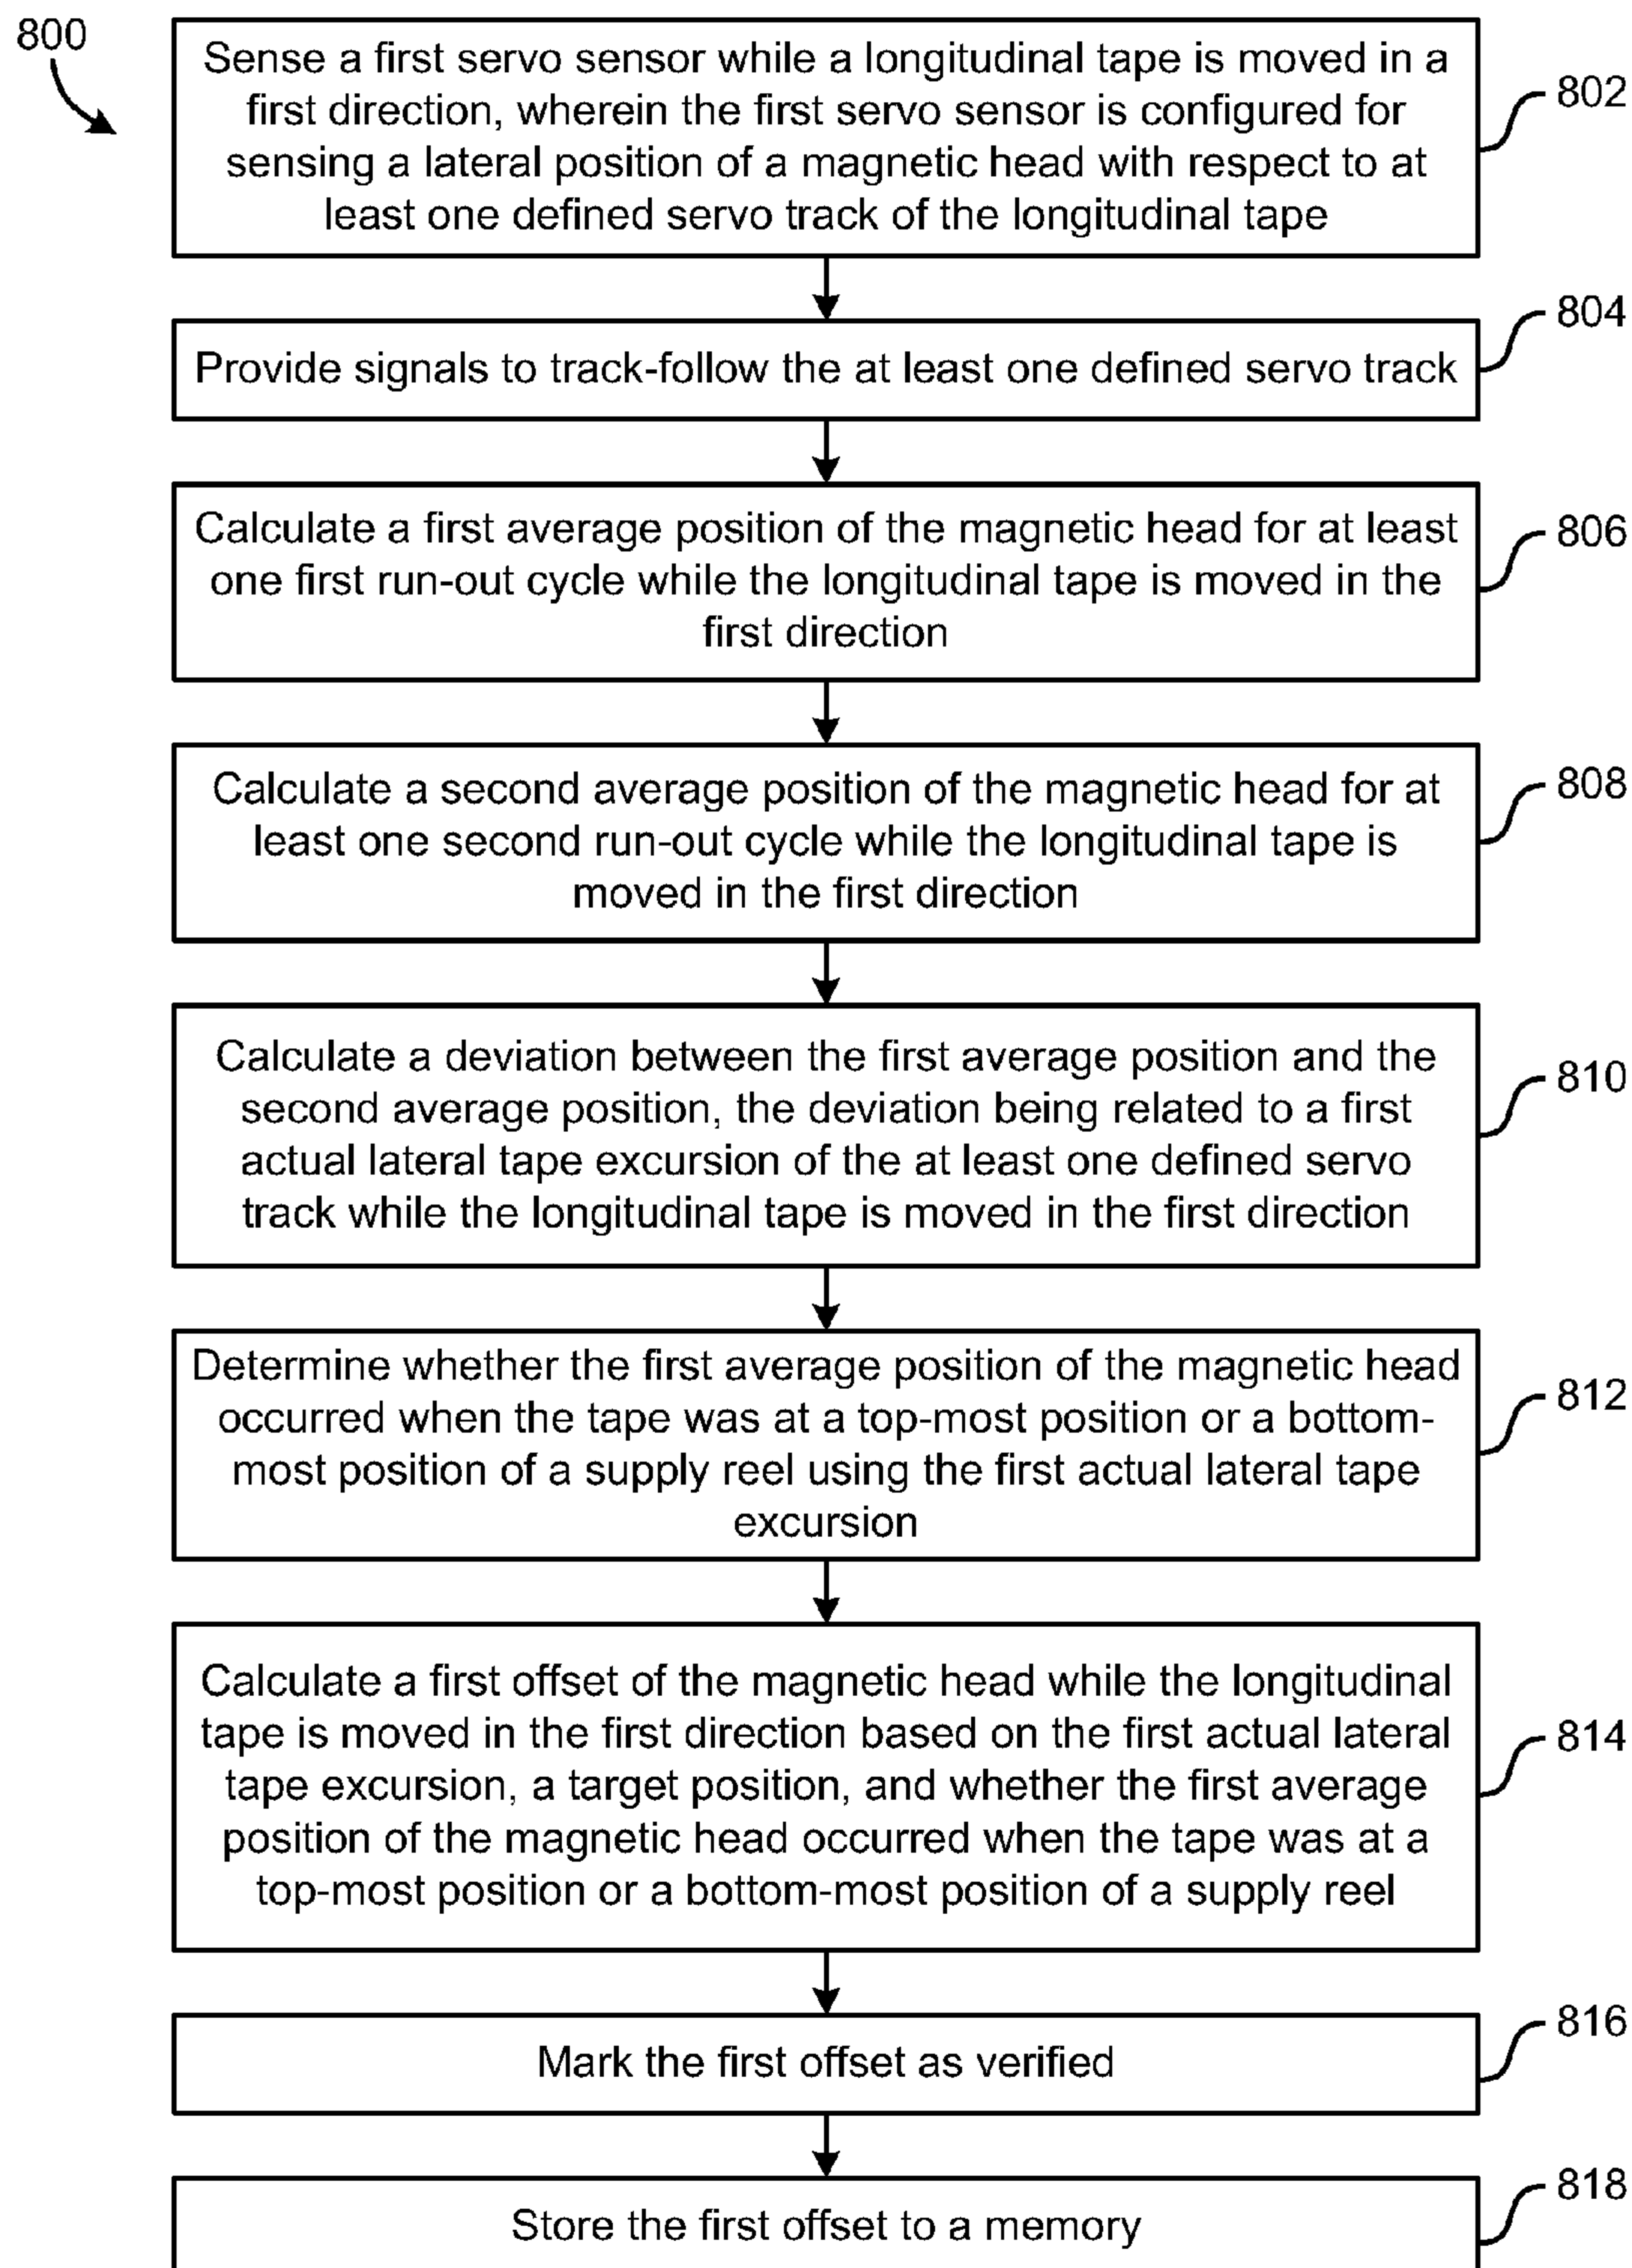 800
Sense a first servo sensor while a longitudinal tape is moved in a
first direction, wherein the first servo sensor is configured for
sensing a lateral position of a magnetic head with respect to at
least one defined servo track of the longitudinal tape
802
Provide signals to track-follow the at least one defined servo track
804
Calculate a first average position of the magnetic head for at least
one first run-out cycle while the longitudinal tape is moved in the
first direction
806
Calculate a second average position of the magnetic head for at
least one second run-out cycle while the longitudinal tape is
moved in the first direction
808
Calculate a deviation between the first average position and the
second average position, the deviation being related to a first
actual lateral tape excursion of the at least one defined servo
track while the longitudinal tape is moved in the first direction
810
Determine whether the first average position of the magnetic head
occurred when the tape was at a top-most position or a bottom-
most position of a supply reel using the first actual lateral tape
excursion
812
Calculate a first offset of the magnetic head while the longitudinal
tape is moved in the first direction based on the first actual lateral
tape excursion, a target position, and whether the first average
position of the magnetic head occurred when the tape was at a
top-most position or a bottom-most position of a supply reel
814
Mark the first offset as verified
816
Store the first offset to a memory
818